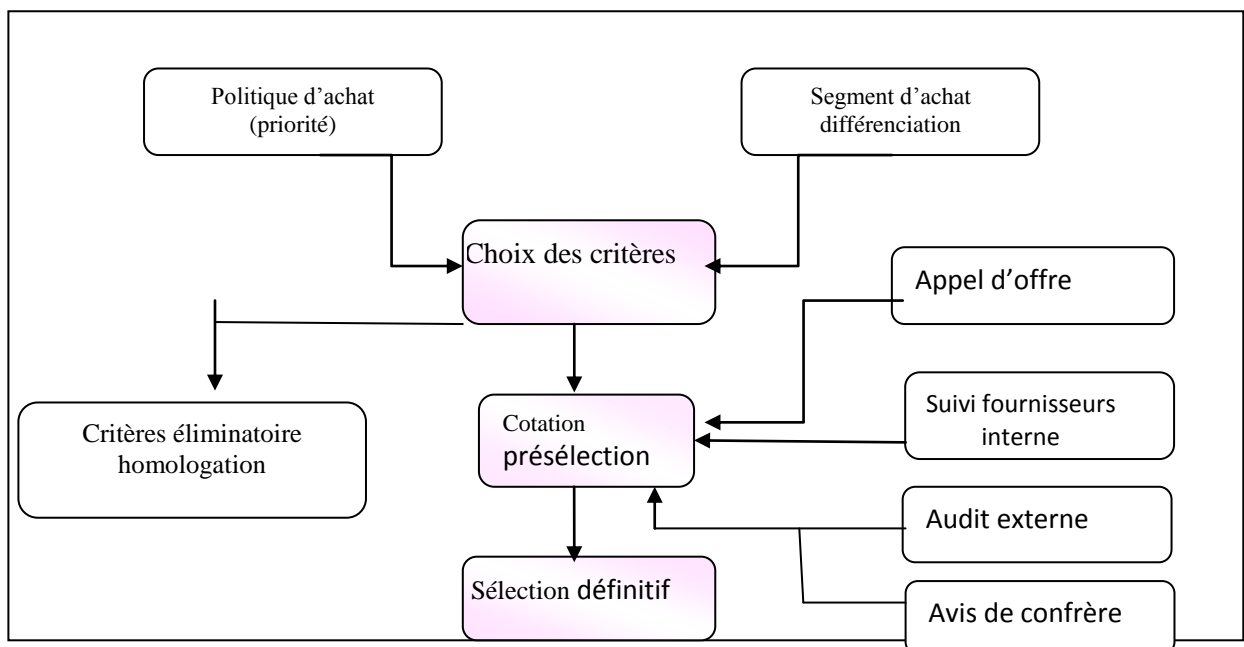 Politique d'achat
(priorité)
Segment d'achat
différenciation
Choix des critères
Appel d'offre
Suivi fournisseurs
interne
Critères éliminatoire
homologation
Cotation
présélection
Audit externe
Sélection définitif
Avis de confrère